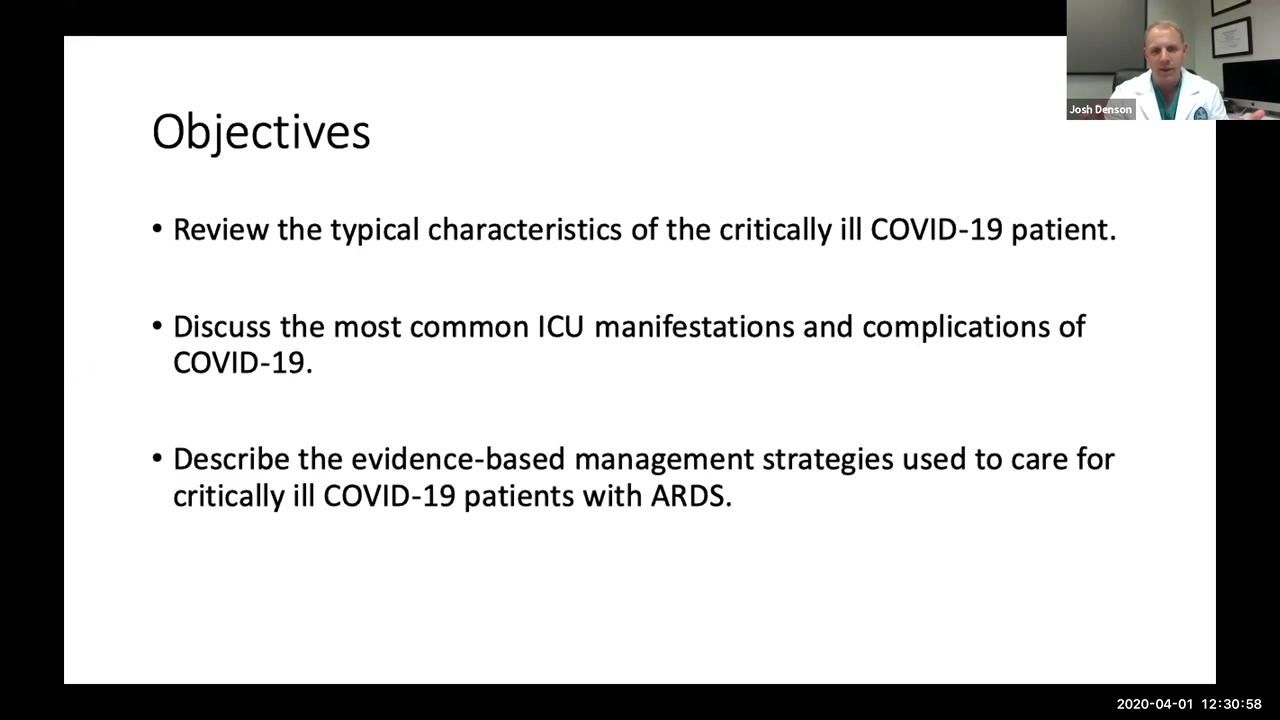 Objectives
• Review the typical characteristics of the critically ill COVID-19 patient.
• Discuss the most common ICU manifestations and complications of
COVID-19.
• Describe the evidence-based management strategies used to care for
critically ill COVID-19 patients with ARDS.
Josh Denson
2020-04-01 12:30:58